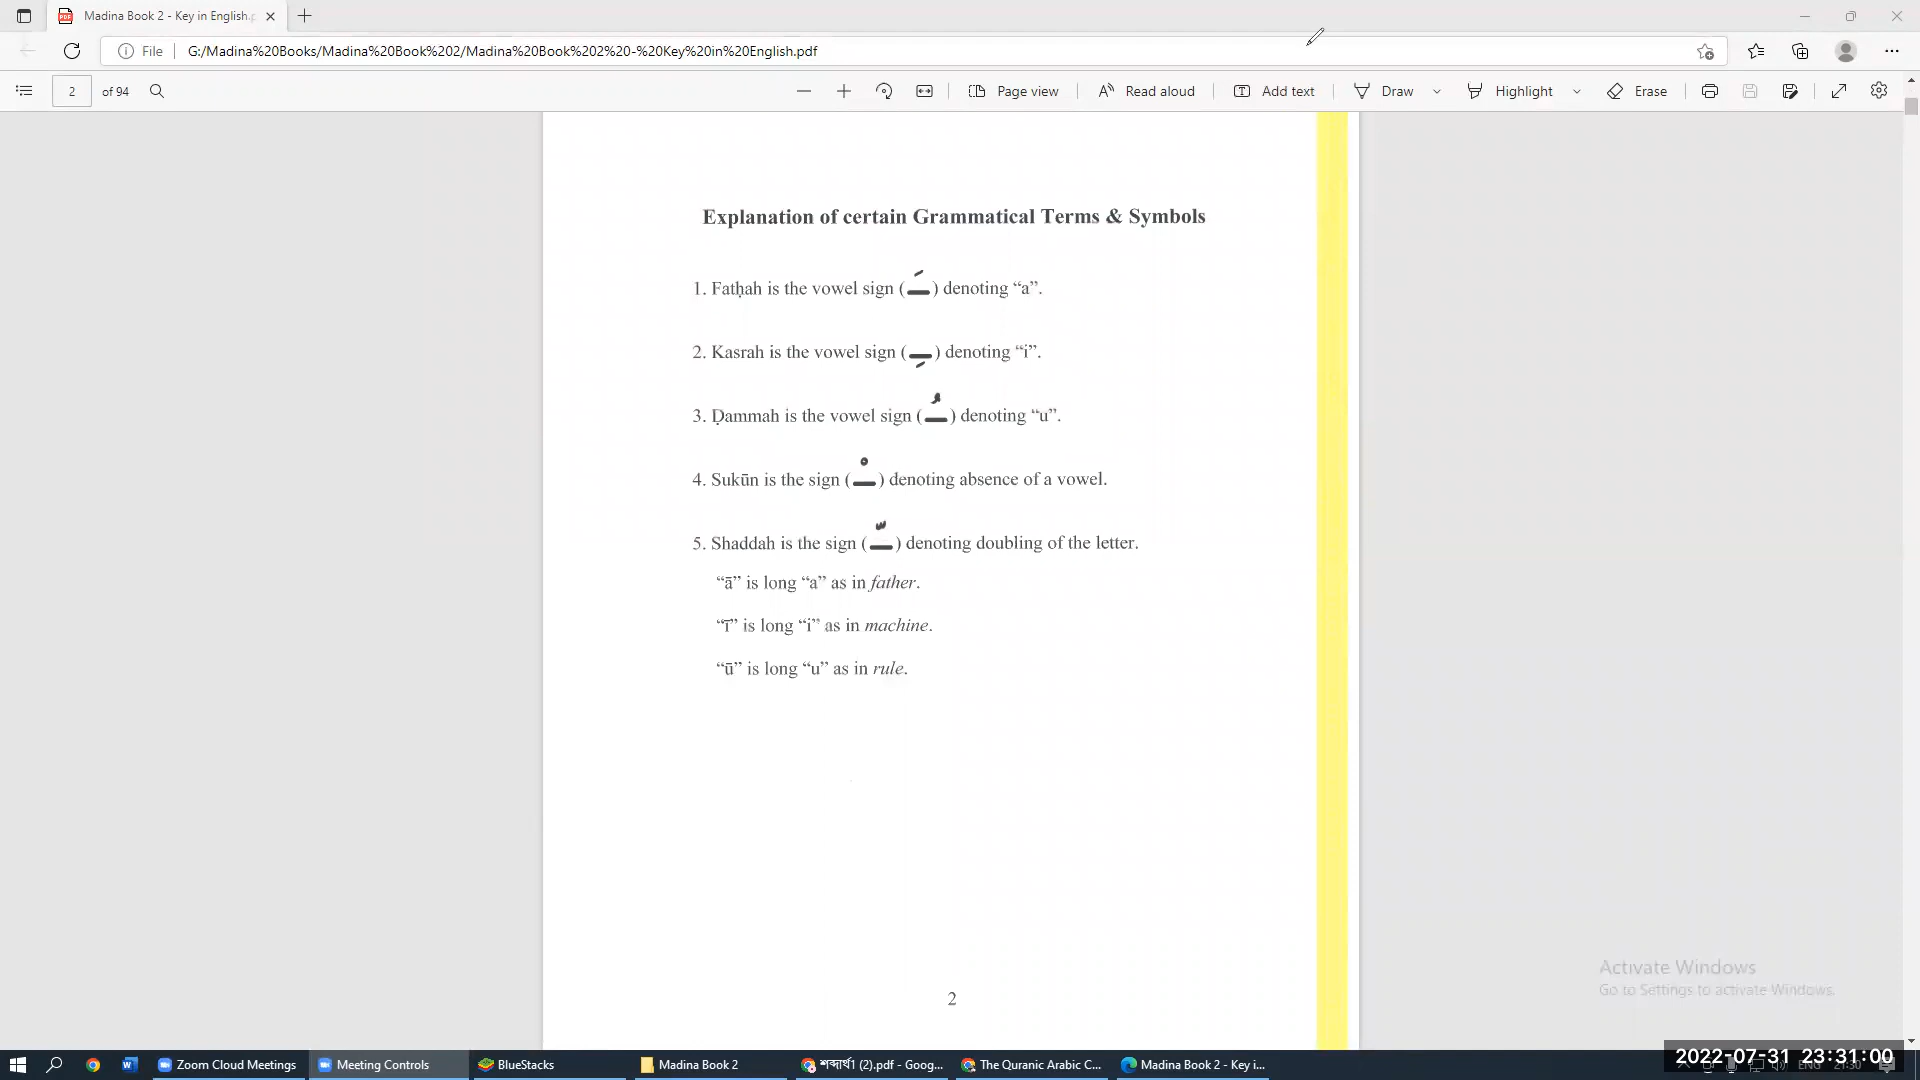 Madina Book 2 - Key in English.p
File
G:/Madina%20Books/Madina%20Book%202/Madina%20Book%202%20-%20Key%20in%20English.pdf
2 of 94
Page view
Read aloud
Add text
Draw
Highlight
Erase
Explanation of certain Grammatical Terms & Symbols
1. Fatḥah is the vowel sign (َ) denoting “a”.
2. Kasrah is the vowel sign (ِ) denoting “i”.
3. Ḍammah is the vowel sign (ُ) denoting “u”.
4. Sukūn is the sign (ْ) denoting absence of a vowel.
5. Shaddah is the sign (ّ) denoting doubling of the letter.
“ā” is long “a” as in father.
“ī” is long “i” as in machine.
“ū” is long “u” as in rule.
2
Activate Windows
Go to Settings to activate Windows.
Zoom Cloud Meetings
Meeting Controls
BlueStacks
Madina Book 2
শব্দার্থ1 (2).pdf - Goog...
The Quranic Arabic C...
Madina Book 2 - Key i...
2022-07-31 23:31:00
ENG
21:30